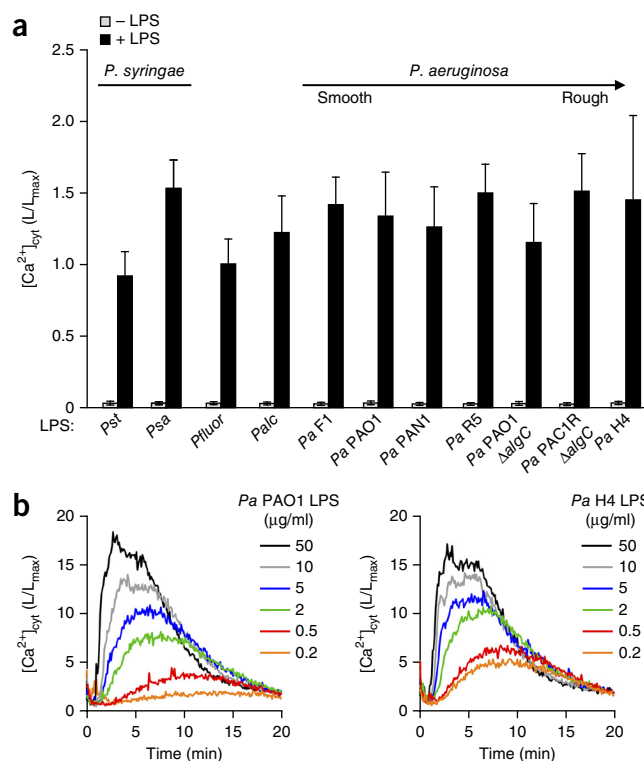 a
– LPS
+ LPS
P. syringae
P. aeruginosa
Smooth
Rough
2.5
2.0
1.5
1.0
0.5
0
[Ca2+]cyt (L/Lmax)
LPS:
Pst
Psa
Pfluor
Palc
Pa F1
Pa PAO1
Pa PAN1
Pa R5
Pa PAO1
ΔalgC
Pa PAC1R
ΔalgC
Pa H4
b
Pa PAO1 LPS
(μg/ml)
50
10
5
2
0.5
0.2
20
15
10
5
0
[Ca2+]cyt (L/Lmax)
0
5
10
15
20
Time (min)
Pa H4 LPS
(μg/ml)
50
10
5
2
0.5
0.2
20
15
10
5
0
[Ca2+]cyt (L/Lmax)
0
5
10
15
20
Time (min)